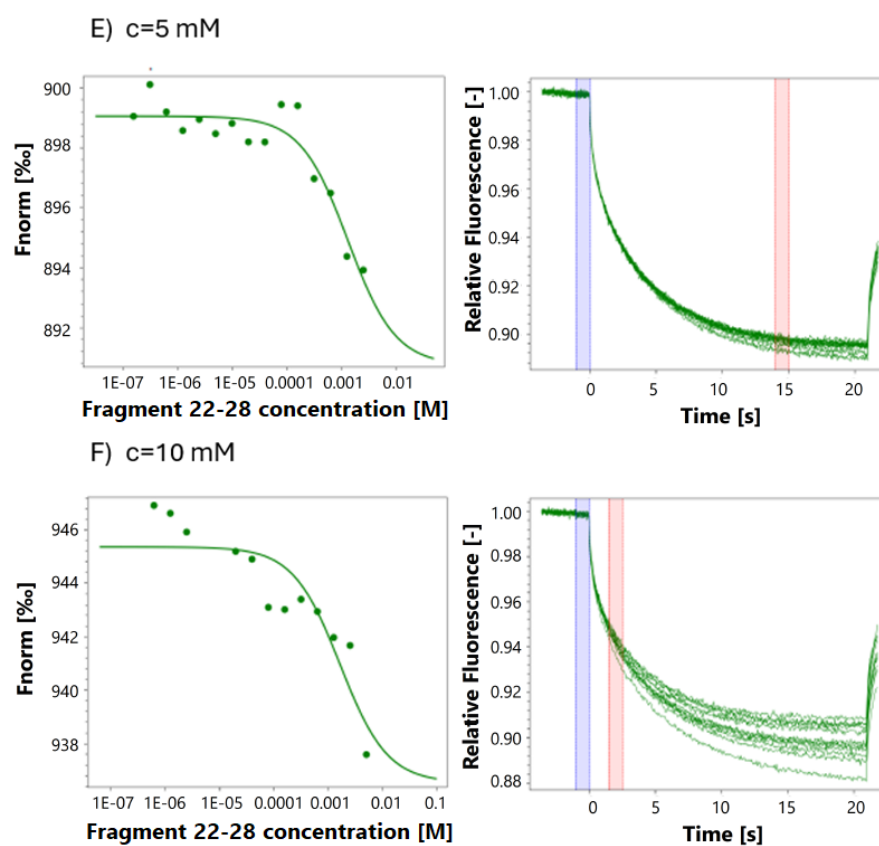 E) c=5 mM
Fnorm [‰]
900
898
896
894
892
1E-07 1E-06 1E-05 0.0001 0.001 0.01
Fragment 22-28 concentration [M]
Relative Fluorescence [-]
1.00
0.98
0.96
0.94
0.92
0.90
0 5 10 15 20
Time [s]
F) c=10 mM
Fnorm [‰]
946
944
942
940
938
1E-07 1E-06 1E-05 0.0001 0.001 0.01 0.1
Fragment 22-28 concentration [M]
Relative Fluorescence [-]
1.00
0.98
0.96
0.94
0.92
0.90
0.88
0 5 10 15 20
Time [s]